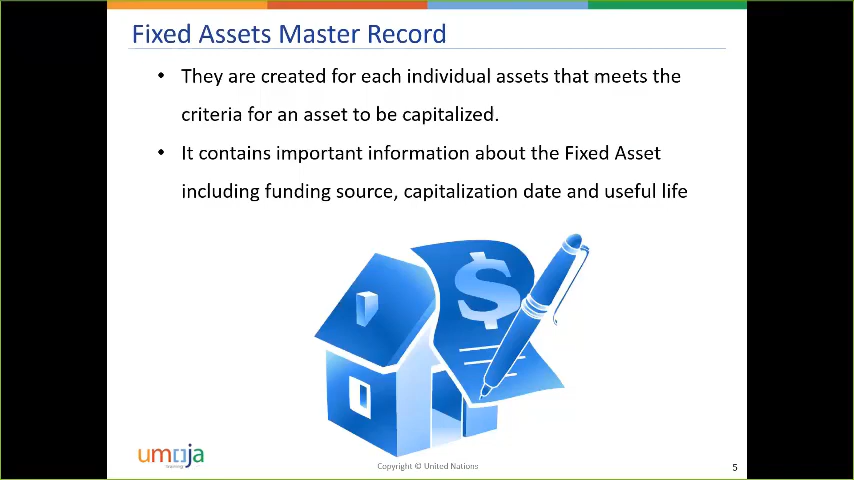 Fixed Assets Master Record
• They are created for each individual assets that meets the
criteria for an asset to be capitalized.
• It contains important information about the Fixed Asset
including funding source, capitalization date and useful life
$
umoja
Copyright © United Nations
5